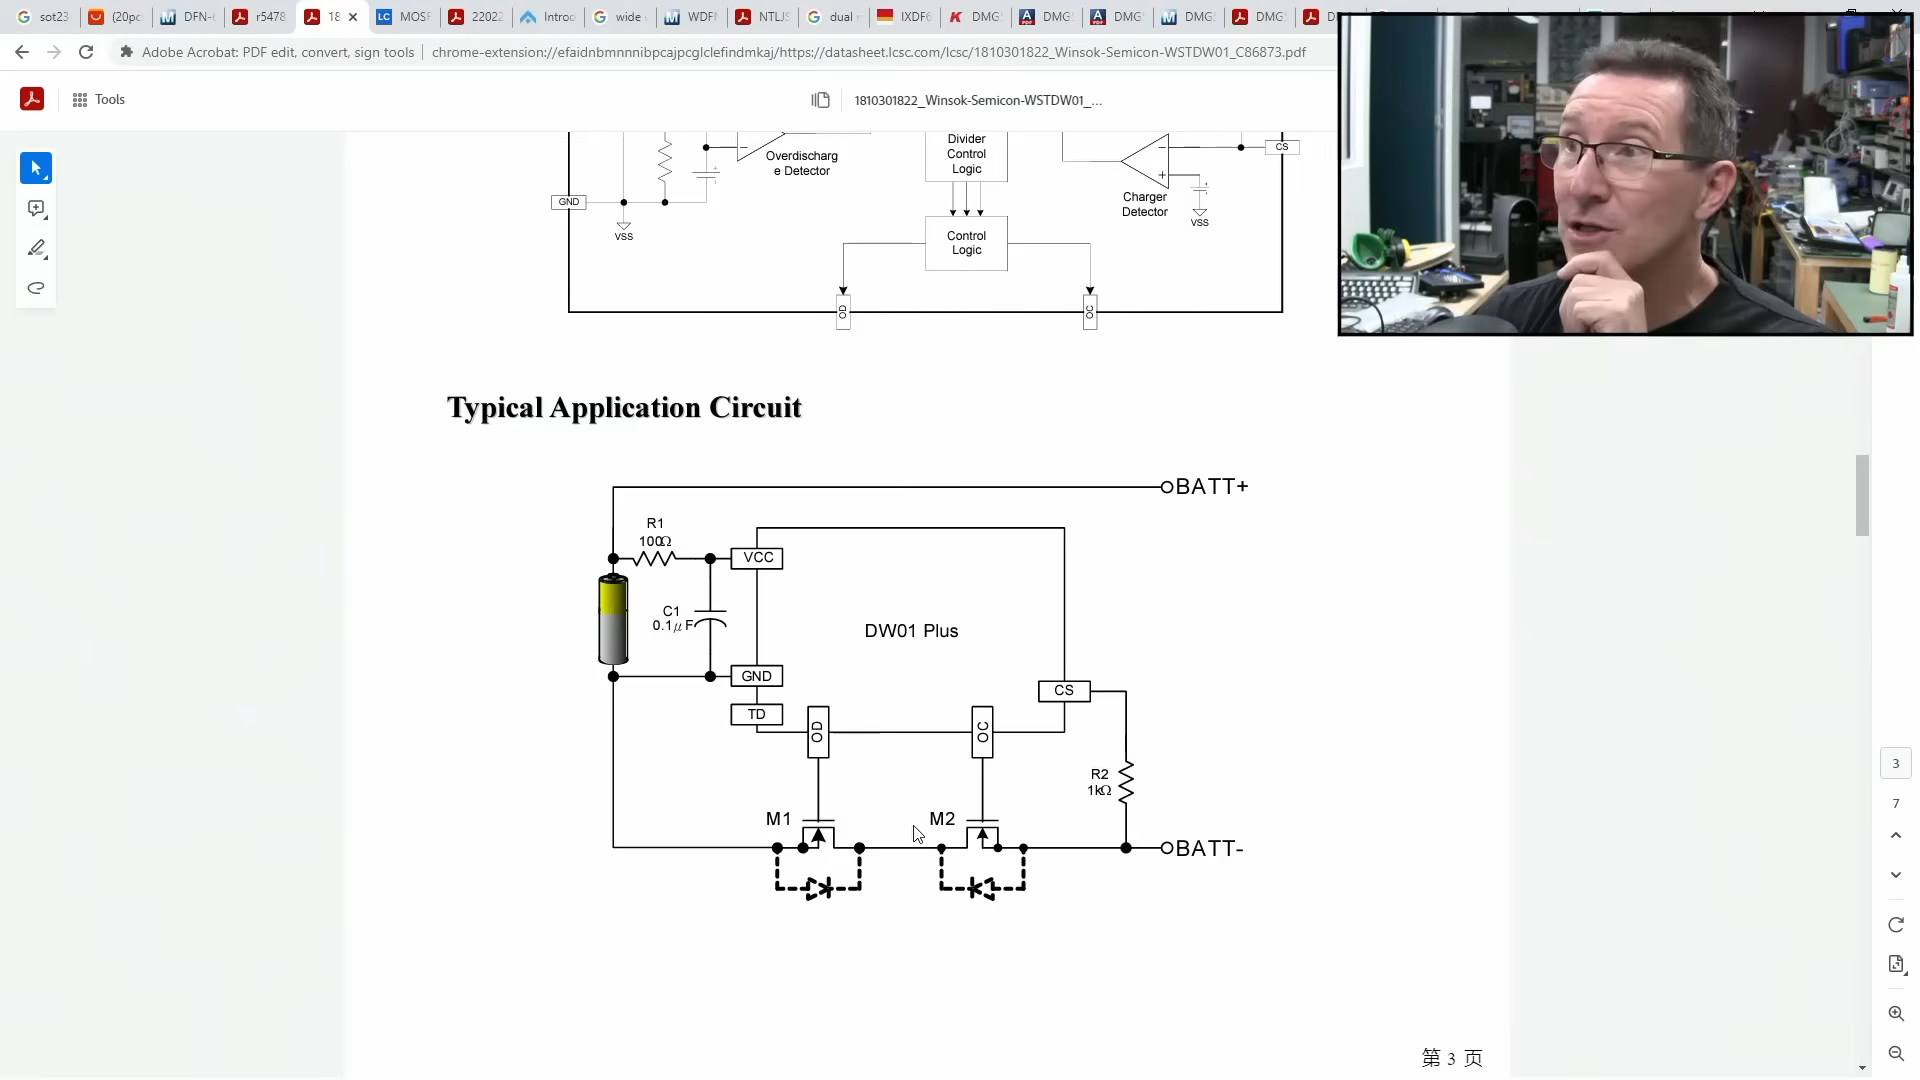 sot23
(20pc
DFN-(
r5478
18
MOSF
22022
Introd
wide
WDFN
NTLJS
dual
IXDF6
DMG
DMG
DMG
DMG
DMG
Adobe Acrobat: PDF edit, convert, sign tools
chrome-extension://efaidnbmnnnibpcajpcglclefindmkaj/https://datasheet.lcsc.com/lcsc/1810301822_Winsok-Semicon-WSTDW01_C86873.pdf
Tools
1810301822_Winsok-Semicon-WSTDW01_...
Overdischarg
e Detector
Divider
Control
Logic
CS
Charger
Detector
VSS
GND
VSS
Control
Logic
OD
OC
Typical Application Circuit
BATT+
R1
100Ω
VCC
C1
0.1μF
DW01 Plus
GND
TD
CS
OD
OC
R2
1kΩ
M1
M2
BATT-
3
7
第 3 页